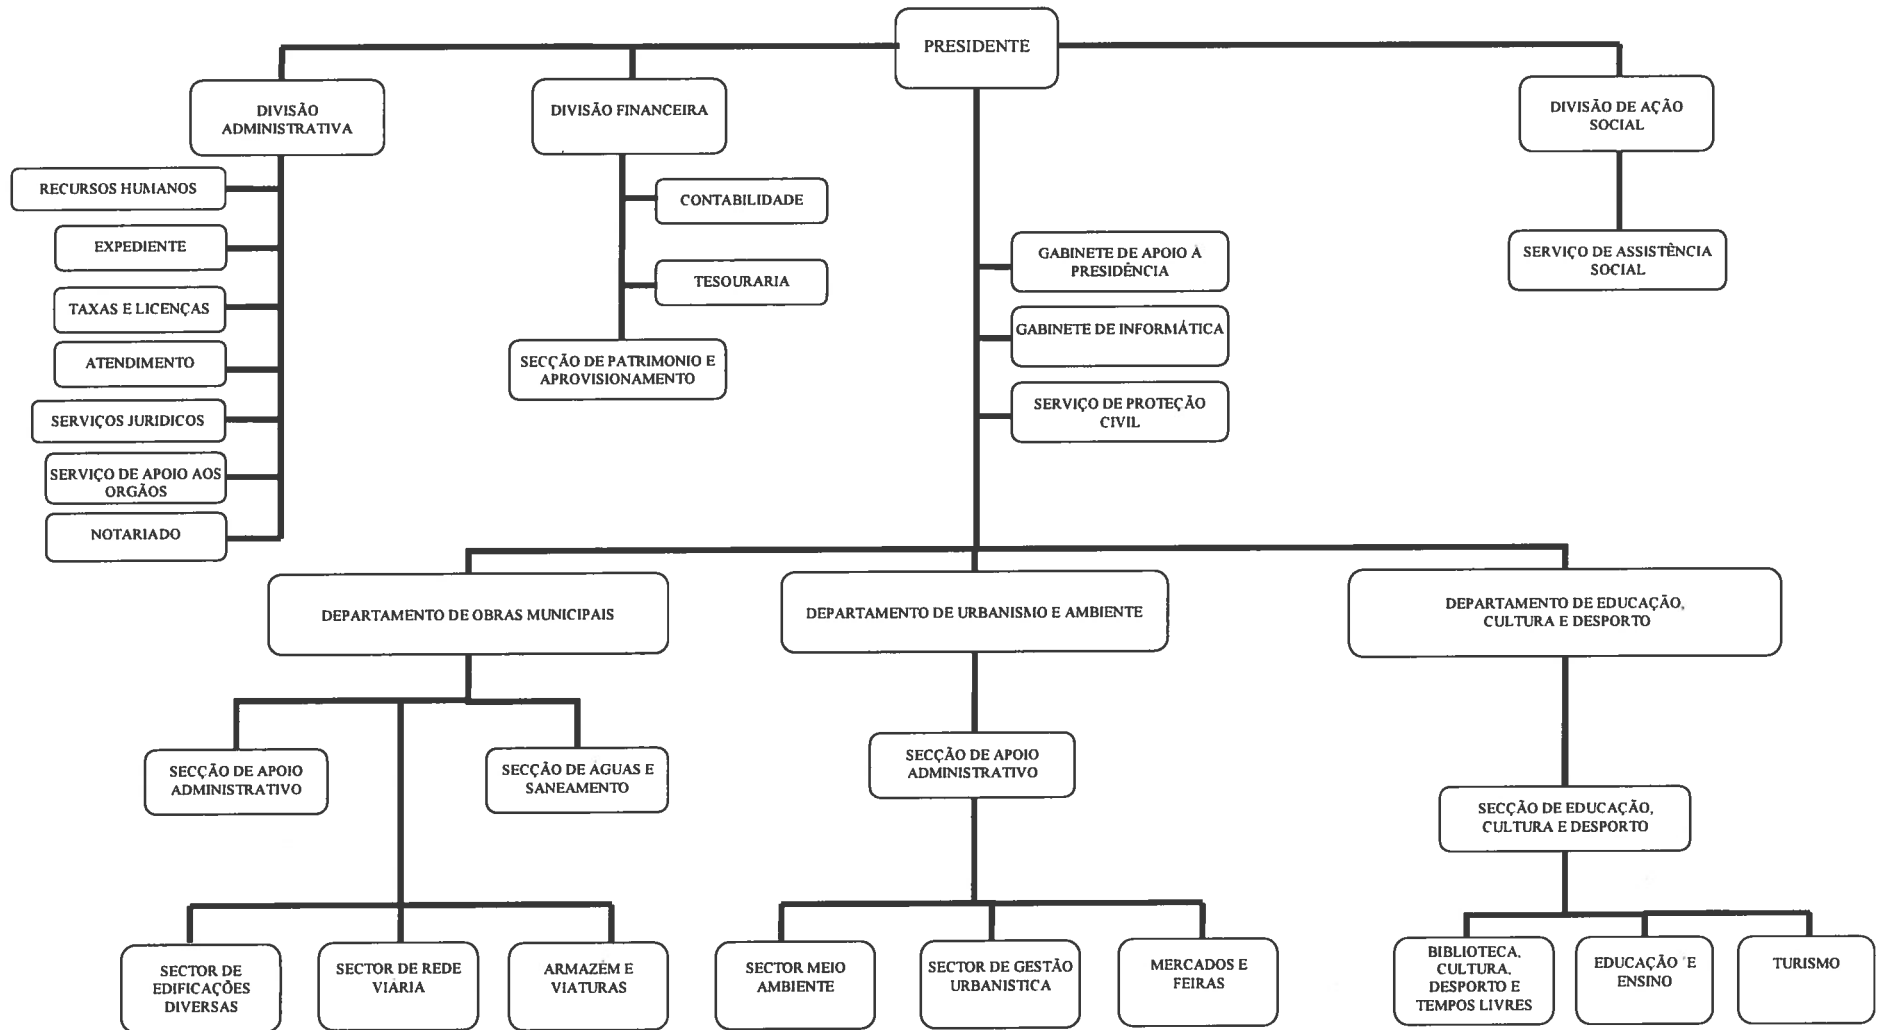 PRESIDENTE
DIVISÃO
ADMINISTRATIVA
DIVISÃO FINANCEIRA
DIVISÃO DE AÇÃO
SOCIAL
RECURSOS HUMANOS
EXPEDIENTE
TAXAS E LICENÇAS
ATENDIMENTO
SERVIÇOS JURIDICOS
SERVIÇO DE APOIO AOS
ORGÃOS
NOTARIADO
CONTABILIDADE
TESOURARIA
SECÇÃO DE PATRIMONIO E
APROVISIONAMENTO
GABINETE DE APOIO À
PRESIDÊNCIA
GABINETE DE INFORMÁTICA
SERVIÇO DE PROTEÇÃO
CIVIL
SERVIÇO DE ASSISTÊNCIA
SOCIAL
DEPARTAMENTO DE OBRAS MUNICIPAIS
DEPARTAMENTO DE URBANISMO E AMBIENTE
DEPARTAMENTO DE EDUCAÇÃO,
CULTURA E DESPORTO
SECÇÃO DE APOIO
ADMINISTRATIVO
SECÇÃO DE ÁGUAS E
SANEAMENTO
SECÇÃO DE APOIO
ADMINISTRATIVO
SECÇÃO DE EDUCAÇÃO,
CULTURA E DESPORTO
SECTOR DE
EDIFICAÇÕES
DIVERSAS
SECTOR DE REDE
VIÁRIA
ARMAZÉM E
VIATURAS
SECTOR MEIO
AMBIENTE
SECTOR DE GESTÃO
URBANISTICA
MERCADOS E
FEIRAS
BIBLIOTECA,
CULTURA,
DESPORTO E
TEMPOS LIVRES
EDUCAÇÃO E
ENSINO
TURISMO